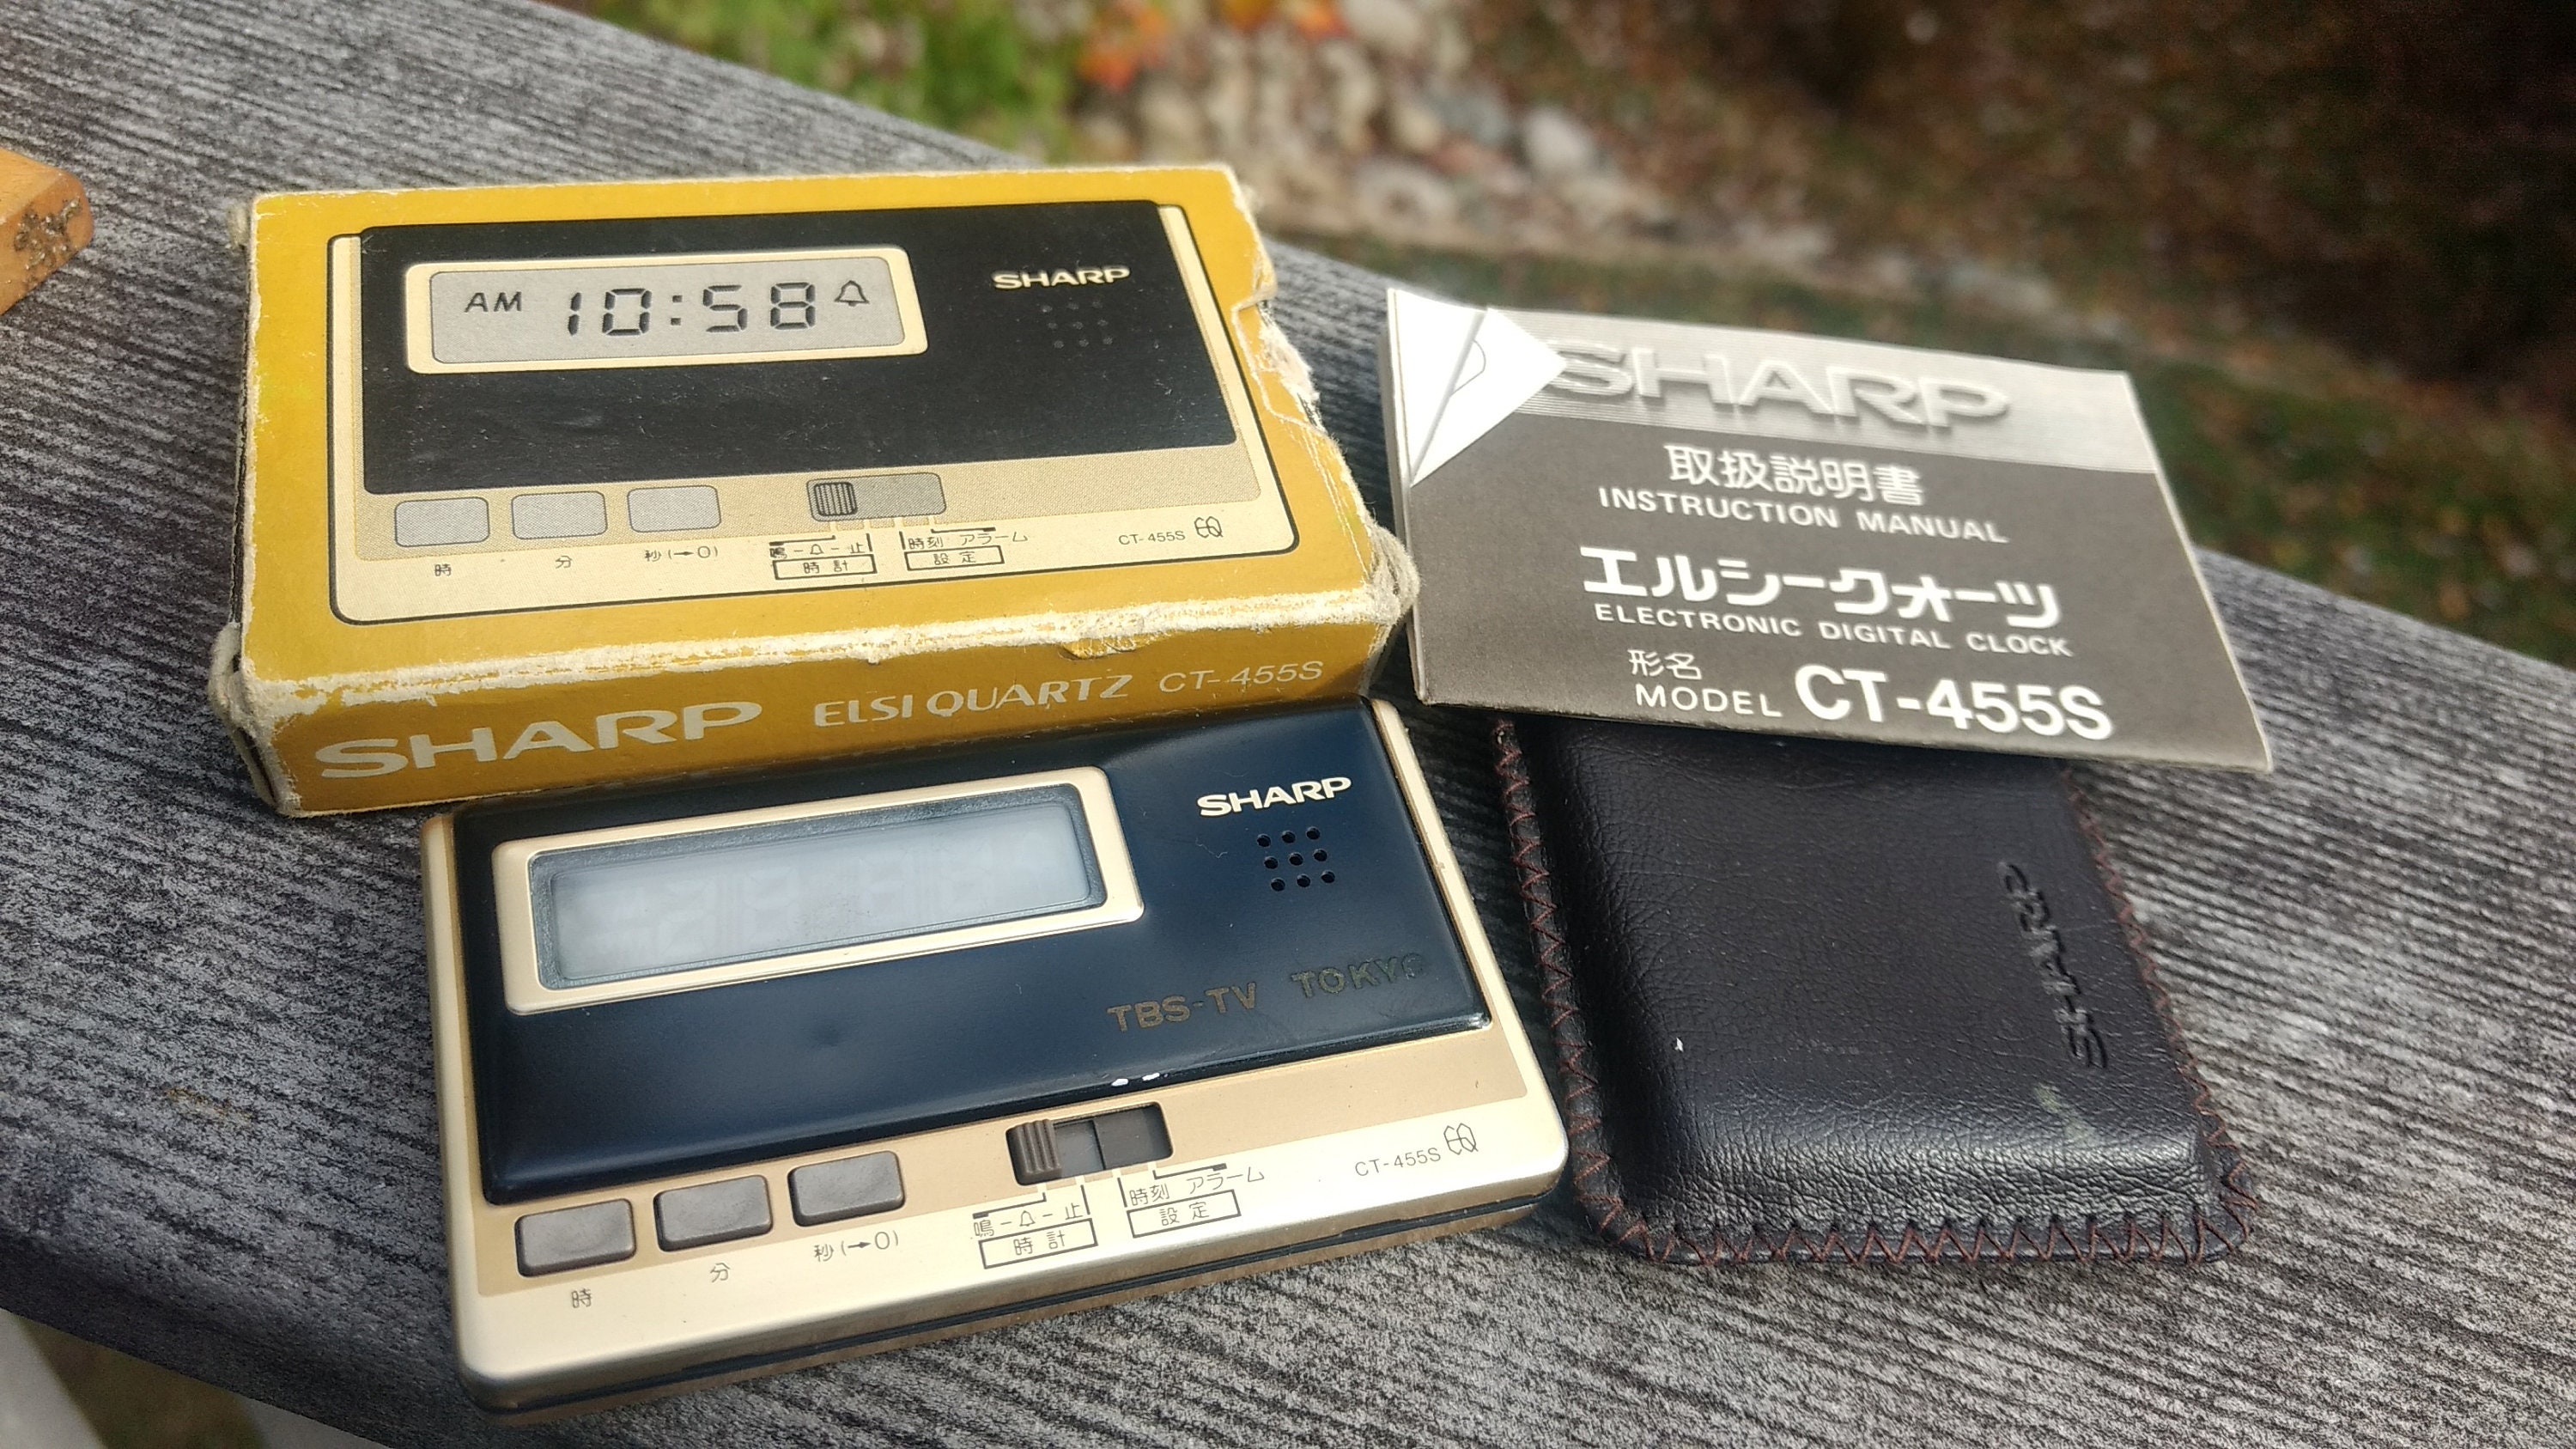 AM 10:58
SHARP
時 分 秒(→0)
鳴-🔔-止
時計
時刻 アラーム
設定
CT-455S EQ
SHARP ELSI QUARTZ CT-455S
SHARP
取扱説明書
INSTRUCTION MANUAL
エルシークオーツ
ELECTRONIC DIGITAL CLOCK
形名
MODEL CT-455S
SHARP
TBS-TV TOKYO
時 分 秒(→0)
鳴-🔔-止
時計
時刻 アラーム
設定
CT-455S EQ
SHARP